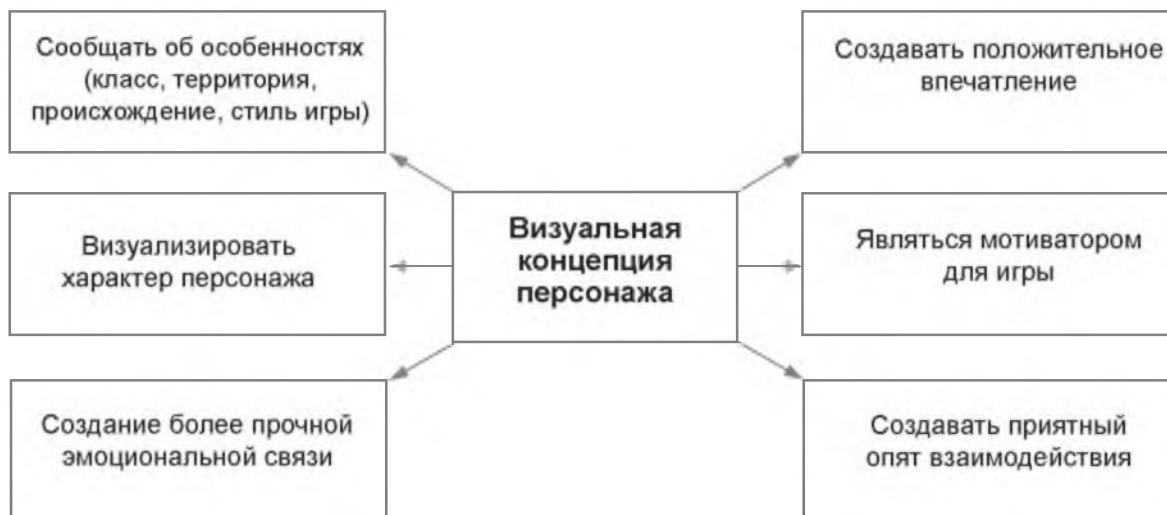 Сообщать об особенностях
(класс, территория,
происхождение, стиль игры)
Создавать положительное
впечатление
Визуализировать
характер персонажа
Визуальная
концепция
персонажа
Являться мотиватором
для игры
Создание более прочной
эмоциональной связи
Создавать приятный
опят взаимодействия